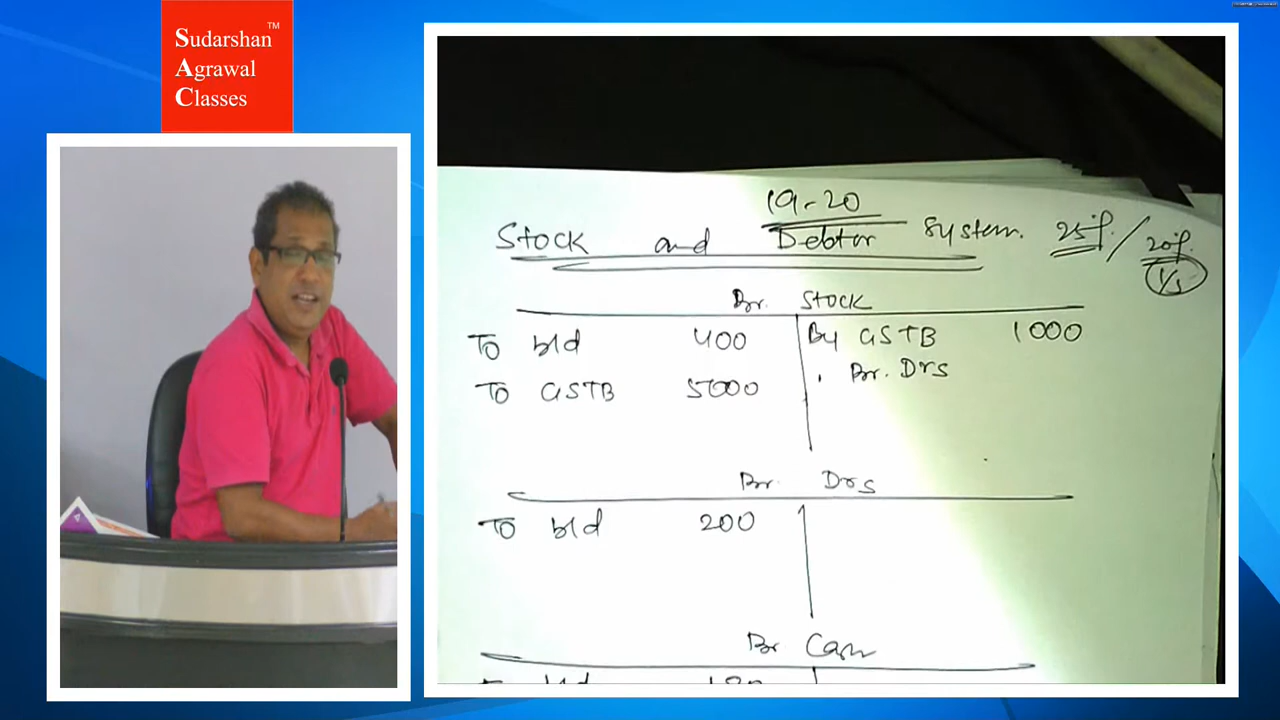 Sudarshan™
Agrawal
Classes
19-20
Stock and Debtor System. 25%/20%
1/5
Br. Stock
To b/d 400 By GSTB 1000
To GSTB 5000 " Br. Drs
Br. Drs
To b/d 200
Br Cash
To b/d